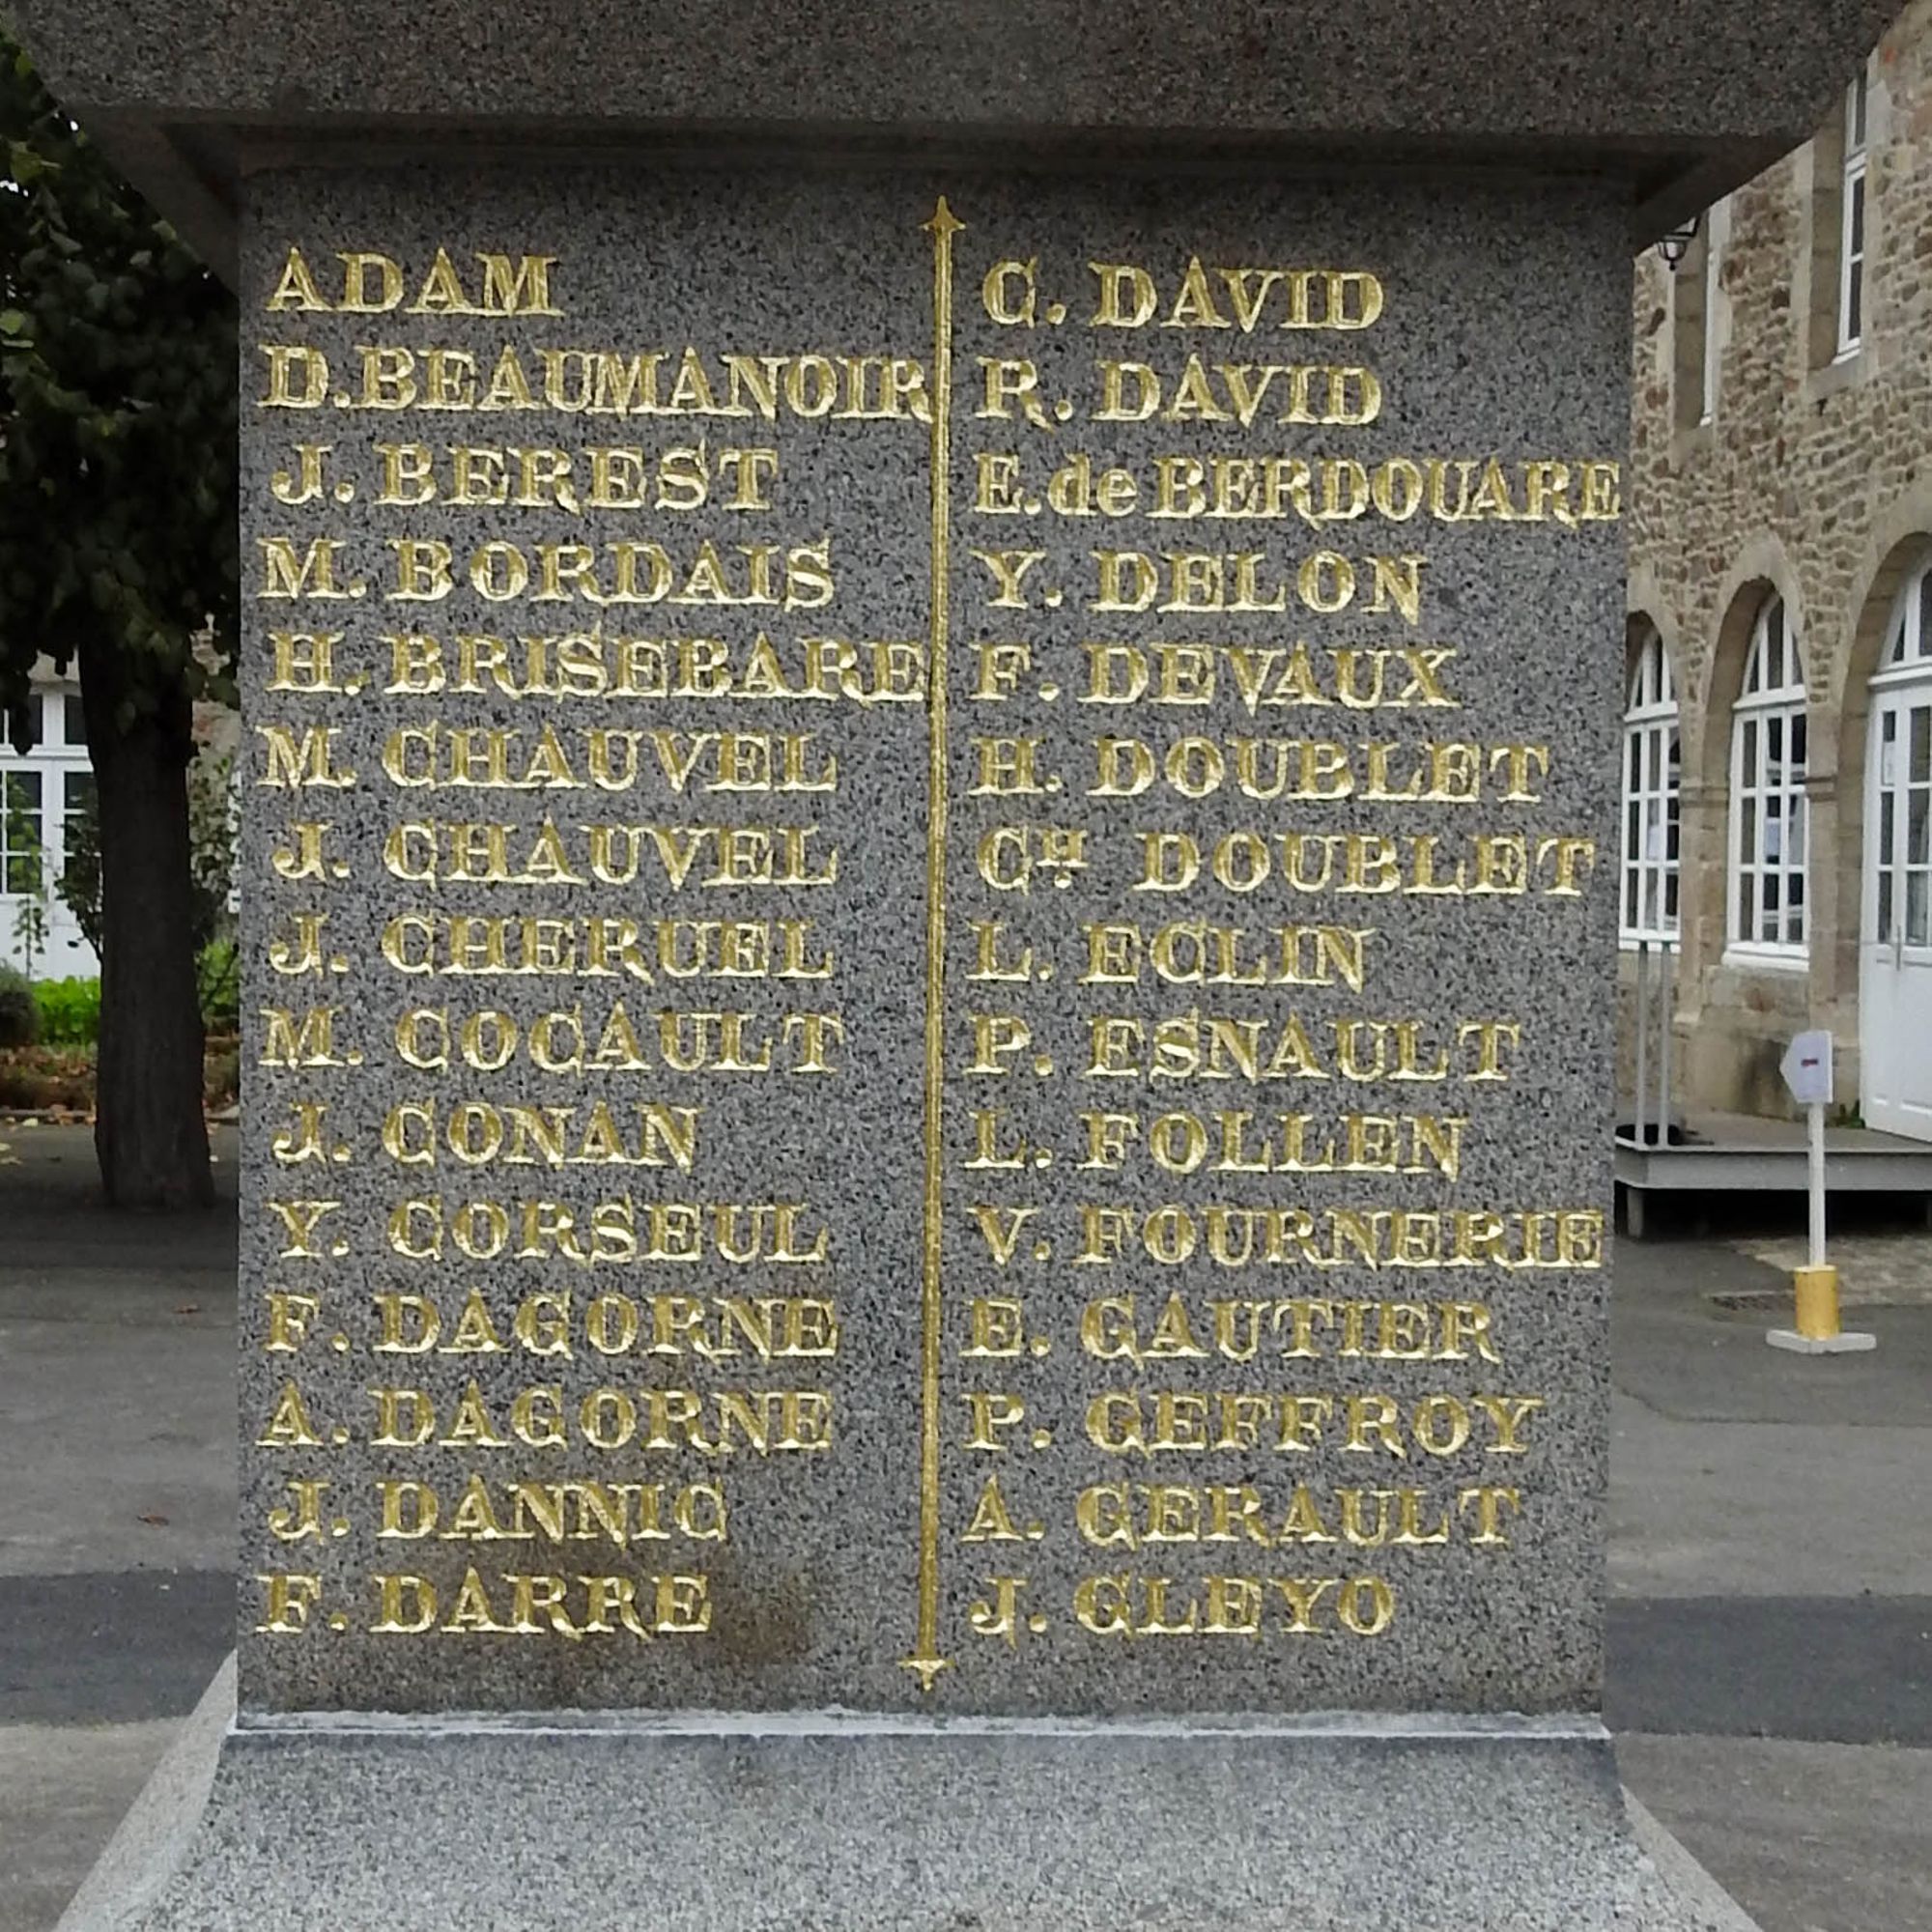 ADAM
D.BEAUMANOIR
J. BEREST
M. BORDAIS
H. BRISEBARE
M. CHAUVEL
J. CHAUVEL
J. CHERUEL
M. COCAULT
J. CONAN
Y. CORSEUL
F. DAGORNE
A. DAGORNE
J. DANNIC
F. DARRE
C. DAVID
R. DAVID
E. de BERDOUARE
Y. DELON
F. DEVAUX
H. DOUBLET
CH DOUBLET
L. ECLIN
P. ESNAULT
L. FOLLEN
V. FOURNERIE
E. GAUTIER
P. GEFFROY
A. GERAULT
J. GLEYO